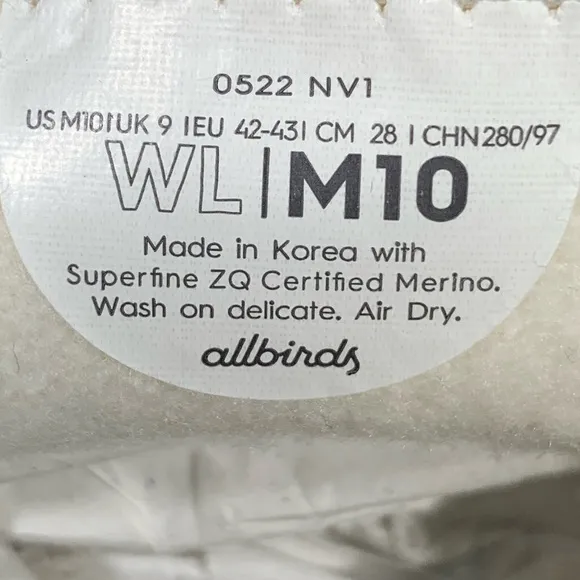 0522 NV1
US M10 | UK 9 | EU 42-43 | CM 28 | CHN 280/97
WL | M10
Made in Korea with
Superfine ZQ Certified Merino.
Wash on delicate. Air Dry.
allbirds